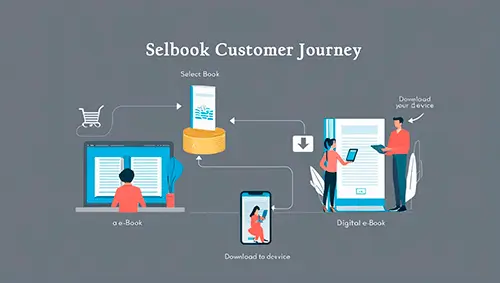 Selbook Customer Journey
Select Book
Download
your device
a e-Book
Digital e-Book
Download to device